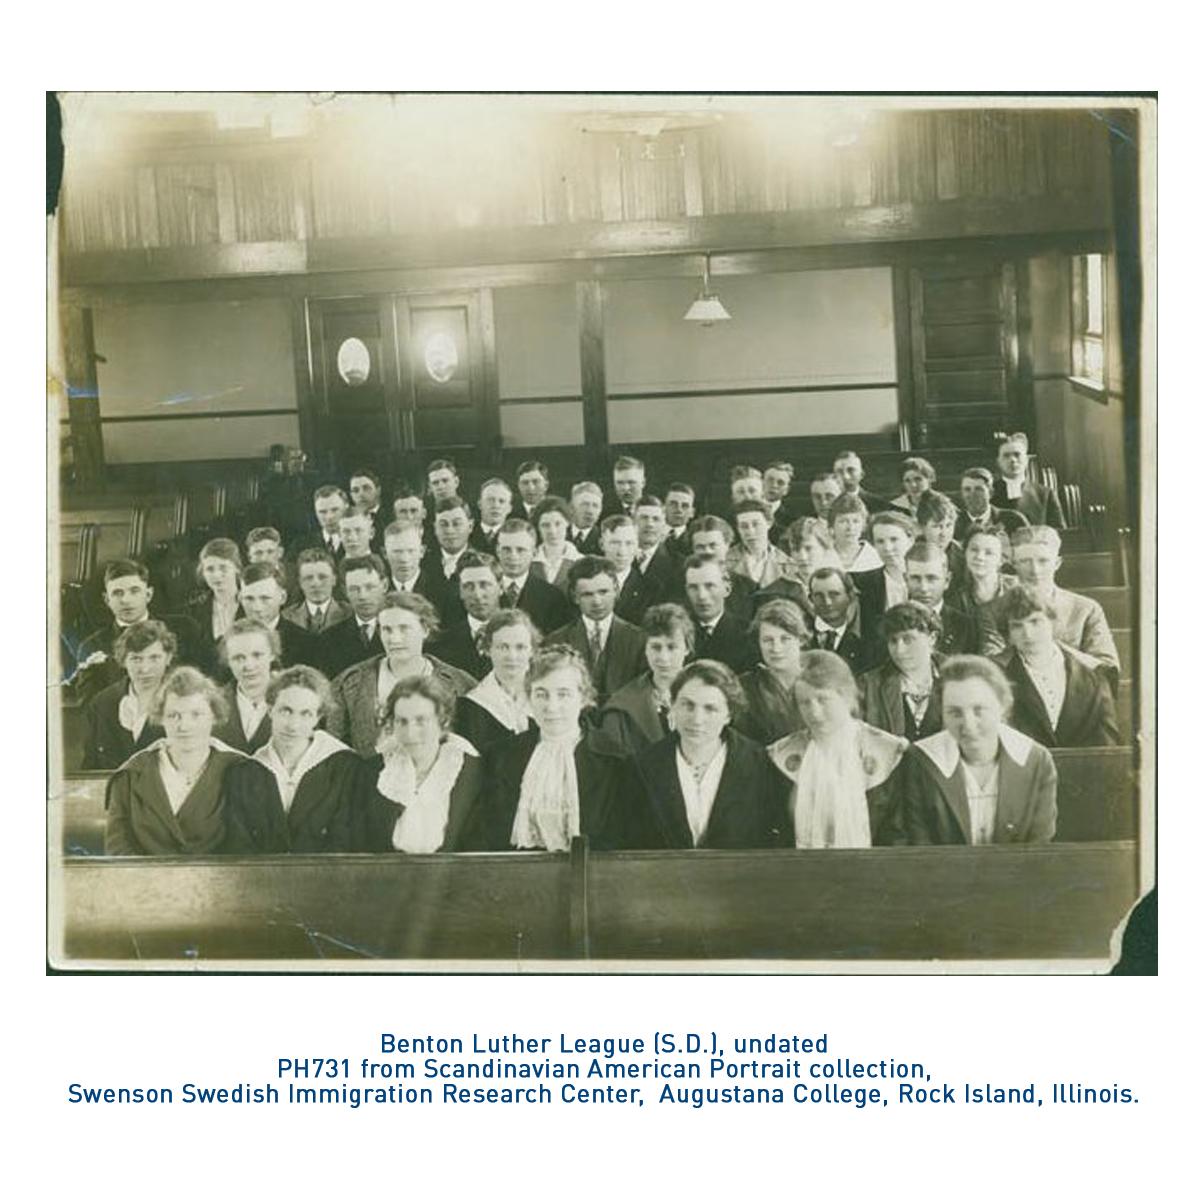 Benton Luther League (S.D.), undated
PH731 from Scandinavian American Portrait collection,
Swenson Swedish Immigration Research Center, Augustana College, Rock Island, Illinois.